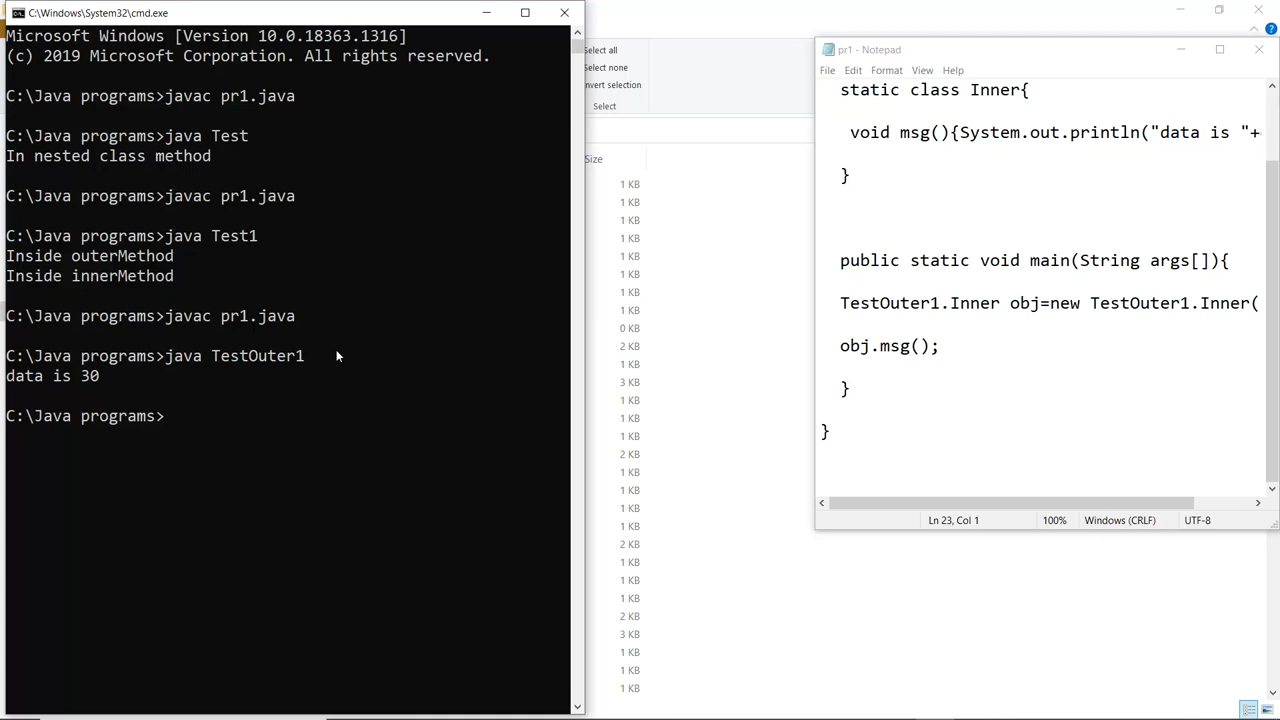 C:\Windows\System32\cmd.exe
Microsoft Windows [Version 10.0.18363.1316]
(c) 2019 Microsoft Corporation. All rights reserved.
C:\Java programs>javac pr1.java
C:\Java programs>java Test
In nested class method
C:\Java programs>javac pr1.java
C:\Java programs>java Test1
Inside outerMethod
Inside innerMethod
C:\Java programs>javac pr1.java
C:\Java programs>java TestOuter1
data is 30
C:\Java programs>
Select all
Select none
nvert selection
Select
Size
1 KB
1 KB
1 KB
1 KB
1 KB
1 KB
1 KB
1 KB
0 KB
2 KB
1 KB
3 KB
1 KB
1 KB
1 KB
2 KB
1 KB
1 KB
1 KB
1 KB
2 KB
1 KB
1 KB
1 KB
2 KB
3 KB
1 KB
1 KB
1 KB
pr1 - Notepad
File Edit Format View Help
static class Inner{
void msg(){System.out.println("data is "+
}
public static void main(String args[]){
TestOuter1.Inner obj=new TestOuter1.Inner(
obj.msg();
}
}
Ln 23, Col 1 100% Windows (CRLF) UTF-8